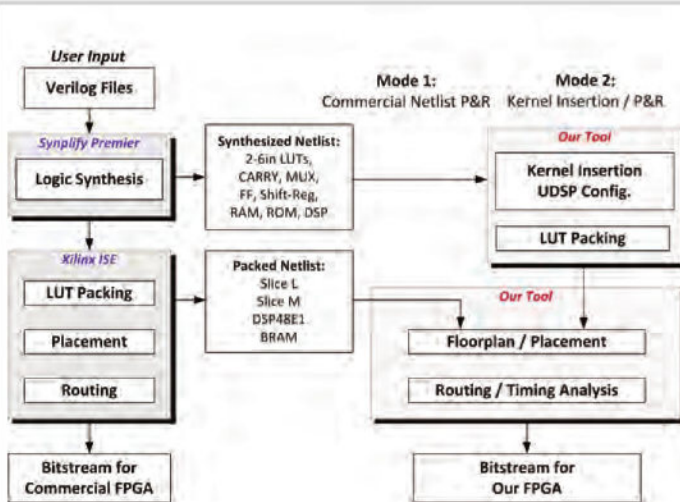 User Input
Verilog Files
Mode 1:
Commercial Netlist P&R
Mode 2:
Kernel Insertion / P&R
Synplify Premier
Logic Synthesis
Synthesized Netlist:
2-6in LUTs,
CARRY, MUX,
FF, Shift-Reg,
RAM, ROM, DSP
Our Tool
Kernel Insertion
UDSP Config.
LUT Packing
Xilinx ISE
LUT Packing
Placement
Routing
Packed Netlist:
Slice L
Slice M
DSP48E1
BRAM
Our Tool
Floorplan / Placement
Routing / Timing Analysis
Bitstream for
Commercial FPGA
Bitstream for
Our FPGA